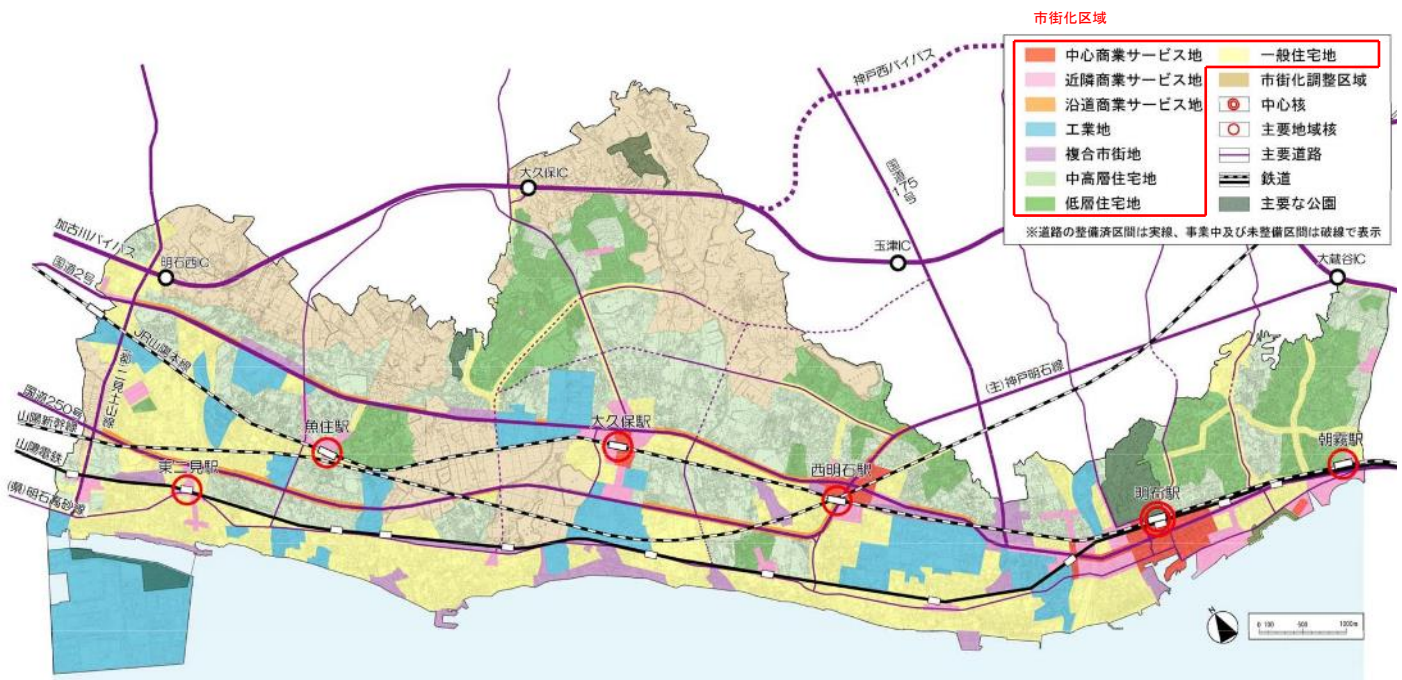 市街化区域
中心商業サービス地
一般住宅地
近隣商業サービス地
市街化調整区域
沿道商業サービス地
中心核
工業地
主要地域核
複合市街地
主要道路
中高層住宅地
鉄道
低層住宅地
主要な公園
※道路の整備済区間は実線、事業中及び未整備区間は破線で表示
神戸西バイパス
国道175号
大久保IC
加古川バイパス
明石西IC
玉津IC
大蔵谷IC
国道2号
JR山陽本線
(都)二見土山線
(主)神戸明石線
国道250号
山陽新幹線
山陽電鉄
(県)明石高砂線
魚住駅
大久保駅
東二見駅
西明石駅
明石駅
朝霧駅
N
0 100 500 1000m